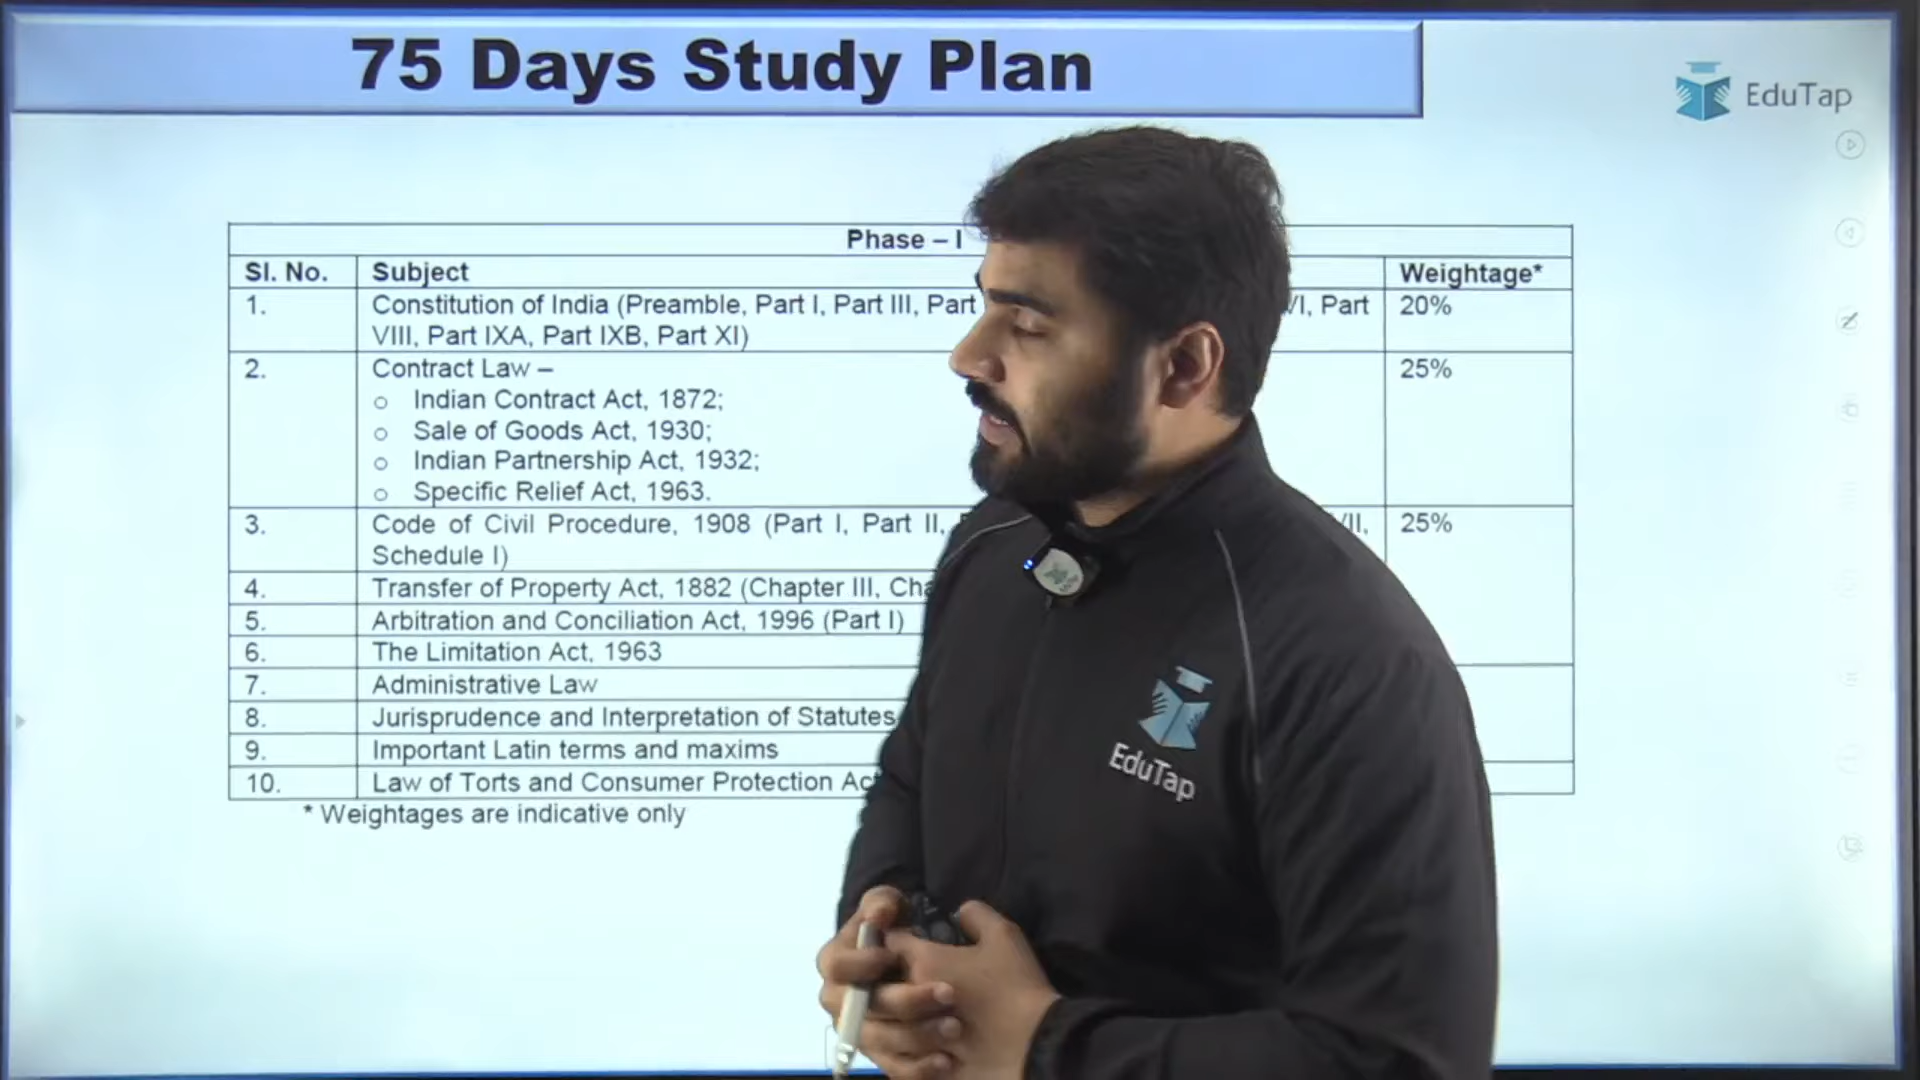 75 Days Study Plan
EduTap
Phase – I
Sl. No. Subject Weightage*
1. Constitution of India (Preamble, Part I, Part III, Part VI, Part 20%
VIII, Part IXA, Part IXB, Part XI)
2. Contract Law – 25%
o Indian Contract Act, 1872;
o Sale of Goods Act, 1930;
o Indian Partnership Act, 1932;
o Specific Relief Act, 1963.
3. Code of Civil Procedure, 1908 (Part I, Part II, 25%
Schedule I)
4. Transfer of Property Act, 1882 (Chapter III,
5. Arbitration and Conciliation Act, 1996 (Part I)
6. The Limitation Act, 1963
7. Administrative Law
8. Jurisprudence and Interpretation of Statutes
9. Important Latin terms and maxims
10. Law of Torts and Consumer Protection
* Weightages are indicative only
EduTap